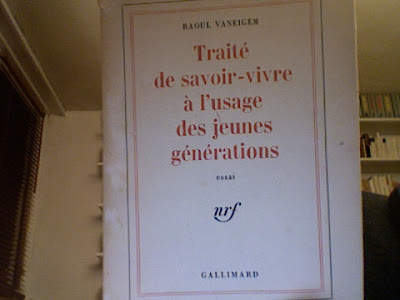 RAOUL VANEIGEM
Traité
de savoir-vivre
à l'usage
des jeunes
générations
essai
nrf
GALLIMARD